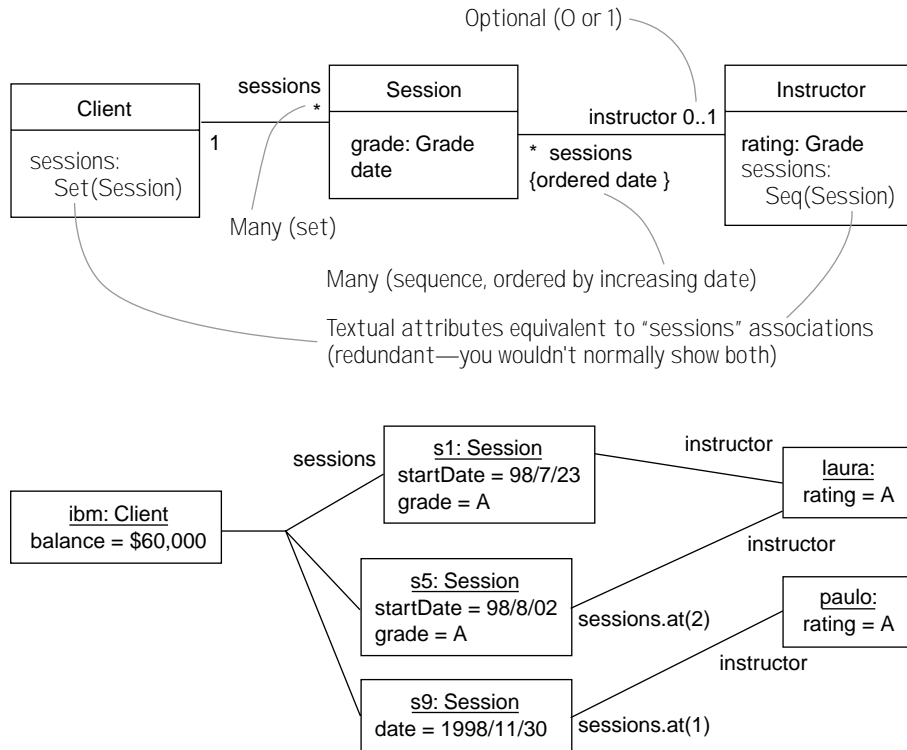 Optional (0 or 1)
Client
sessions:
Set(Session)
1
sessions
*
Session
grade: Grade
date
instructor 0..1
* sessions
{ordered date }
Instructor
rating: Grade
sessions:
Seq(Session)
Many (set)
Many (sequence, ordered by increasing date)
Textual attributes equivalent to “sessions” associations
(redundant—you wouldn't normally show both)
ibm: Client
balance = $60,000
sessions
s1: Session
startDate = 98/7/23
grade = A
instructor
laura:
rating = A
s5: Session
startDate = 98/8/02
grade = A
instructor
sessions.at(2)
paulo:
rating = A
instructor
s9: Session
date = 1998/11/30
sessions.at(1)